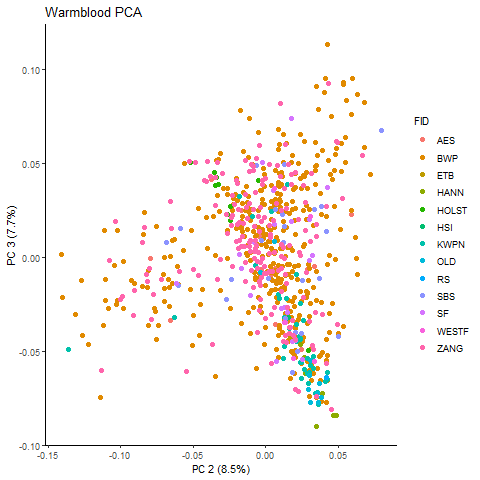 Warmblood PCA
0.10
0.05
0.00
-0.05
-0.10
PC 3 (7.7%)
-0.15 -0.10 -0.05 0.00 0.05
PC 2 (8.5%)
FID
AES
BWP
ETB
HANN
HOLST
HSI
KWPN
OLD
RS
SBS
SF
WESTF
ZANG